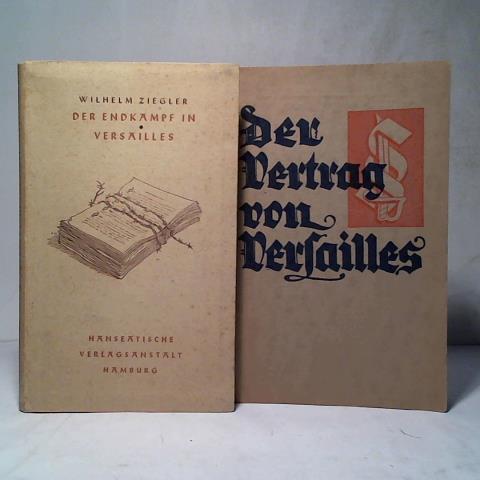 WILHELM ZIEGLER
DER ENDKAMPF IN
VERSAILLES
HANSEATISCHE
VERLAGSANSTALT
HAMBURG
Der
Vertrag
von
Versailles